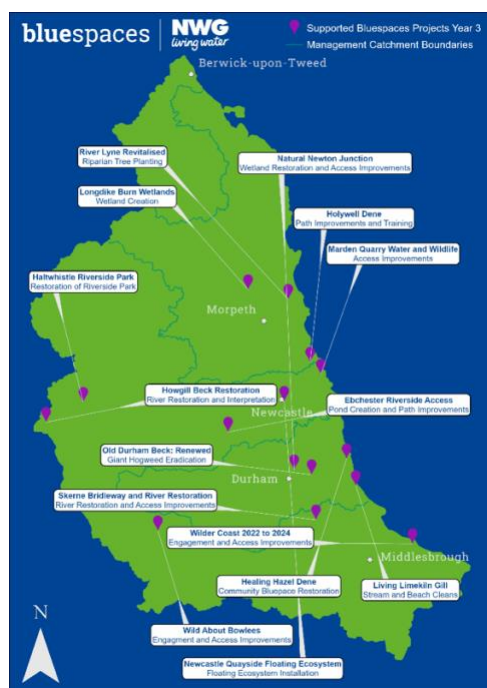 bluespaces
NWG
living water
Supported Bluespaces Projects Year 3
Management Catchment Boundaries
Berwick-upon-Tweed
River Lyne Revitalised
Riparian Tree Planting
Natural Newton Junction
Wetland Restoration and Access Improvements
Longdike Burn Wetlands
Wetland Creation
Holywell Dene
Path Improvements and Training
Marden Quarry Water and Wildlife
Access Improvements
Haltwhistle Riverside Park
Restoration of Riverside Park
Morpeth
Howgill Beck Restoration
River Restoration and Interpretation
Ebchester Riverside Access
Pond Creation and Path Improvements
Newcastle
Old Durham Beck: Renewed
Giant Hogweed Eradication
Durham
Skerne Bridleway and River Restoration
River Restoration and Access Improvements
Wilder Coast 2022 to 2024
Engagement and Access Improvements
Middlesbrough
Healing Hazel Dene
Community Bluepace Restoration
Living Limekiln Gill
Stream and Beach Cleans
Wild About Bowlees
Engagment and Access Improvements
Newcastle Quayside Floating Ecosystem
Floating Ecosystem Installation
N